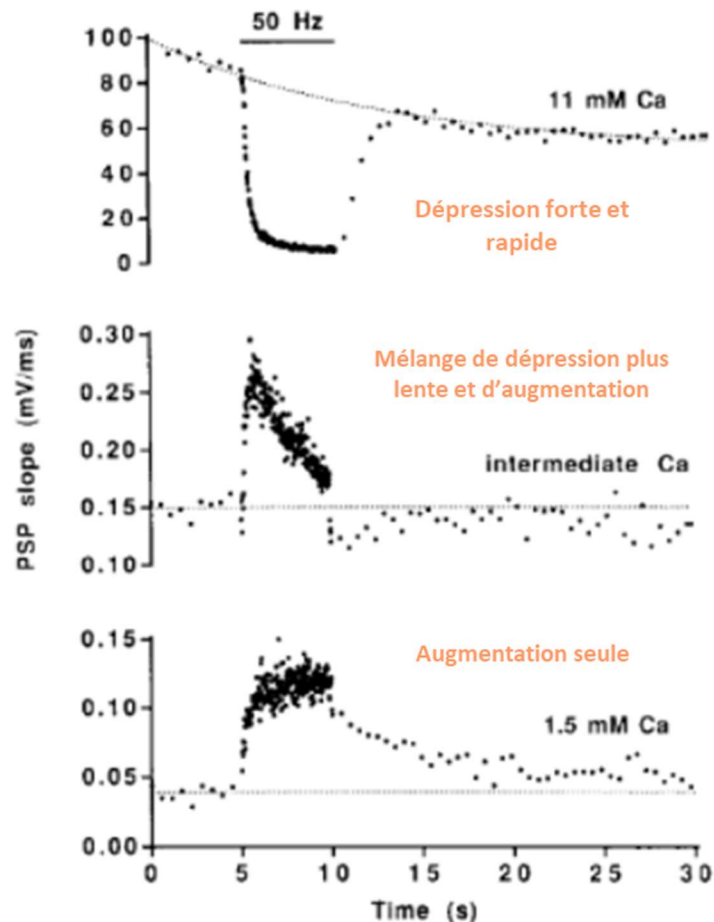 50 Hz
100
80
60
40
20
0
11 mM Ca
Dépression forte et
rapide
PSP slope (mV/ms)
0.30
0.25
0.20
0.15
0.10
Mélange de dépression plus
lente et d'augmentation
intermediate Ca
0.15
0.10
0.05
0.00
Augmentation seule
1.5 mM Ca
0 5 10 15 20 25 30
Time (s)